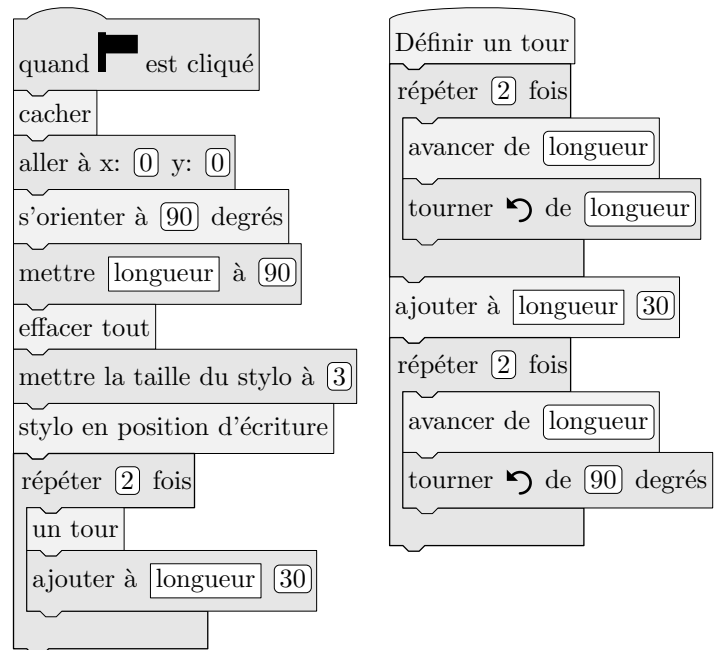 quand est cliqué
cacher
aller à x: 0 y: 0
s'orienter à 90 degrés
mettre longueur à 90
effacer tout
mettre la taille du stylo à 3
stylo en position d'écriture
répéter 2 fois
un tour
ajouter à longueur 30
Définir un tour
répéter 2 fois
avancer de longueur
tourner de longueur
ajouter à longueur 30
répéter 2 fois
avancer de longueur
tourner de 90 degrés